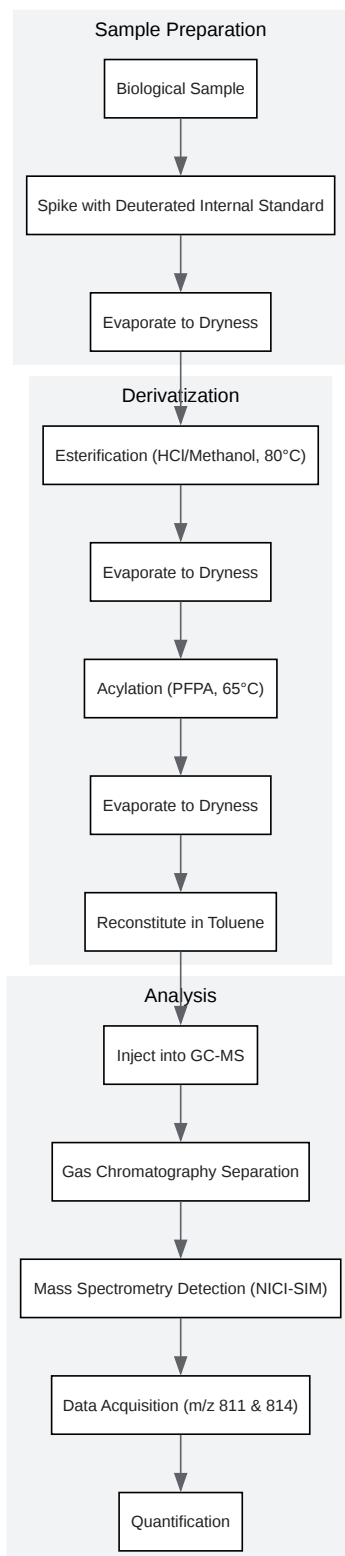 Sample Preparation
Biological Sample
Spike with Deuterated Internal Standard
Evaporate to Dryness
Derivatization
Esterification (HCl/Methanol, 80°C)
Evaporate to Dryness
Acylation (PFPA, 65°C)
Evaporate to Dryness
Reconstitute in Toluene
Analysis
Inject into GC-MS
Gas Chromatography Separation
Mass Spectrometry Detection (NICI-SIM)
Data Acquisition (m/z 811 & 814)
Quantification